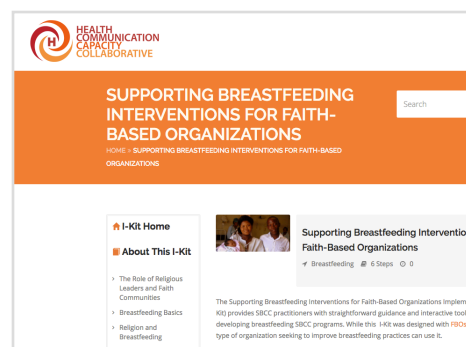 HEALTH
COMMUNICATION
CAPACITY
COLLABORATIVE
SUPPORTING BREASTFEEDING
INTERVENTIONS FOR FAITH-
BASED ORGANIZATIONS
HOME » SUPPORTING BREASTFEEDING INTERVENTIONS FOR FAITH-BASED
ORGANIZATIONS
Search
I-Kit Home
About This I-Kit
> The Role of Religious
Leaders and Faith
Communities
> Breastfeeding Basics
> Religion and
Breastfeeding
Supporting Breastfeeding Interventio
Faith-Based Organizations
Breastfeeding 6 Steps 0
The Supporting Breastfeeding Interventions for Faith-Based Organizations Implem
Kit) provides SBCC practitioners with straightforward guidance and interactive tool
developing breastfeeding SBCC programs. While this I-Kit was designed with FBOs
type of organization seeking to improve breastfeeding practices can use it.